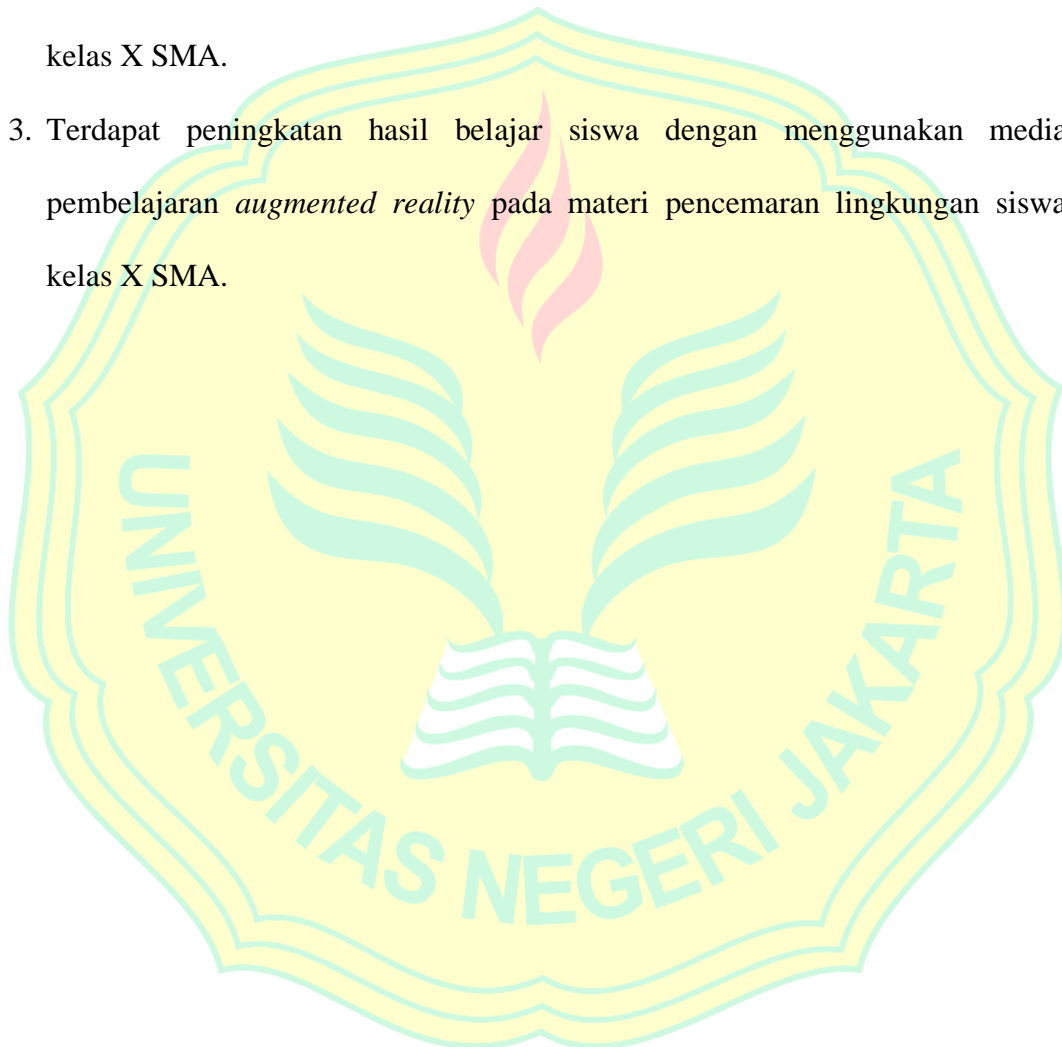 kelas X SMA.
3. Terdapat peningkatan hasil belajar siswa dengan menggunakan media
pembelajaran augmented reality pada materi pencemaran lingkungan siswa
kelas X SMA.
UNIVERSITAS NEGERI JAKARTA